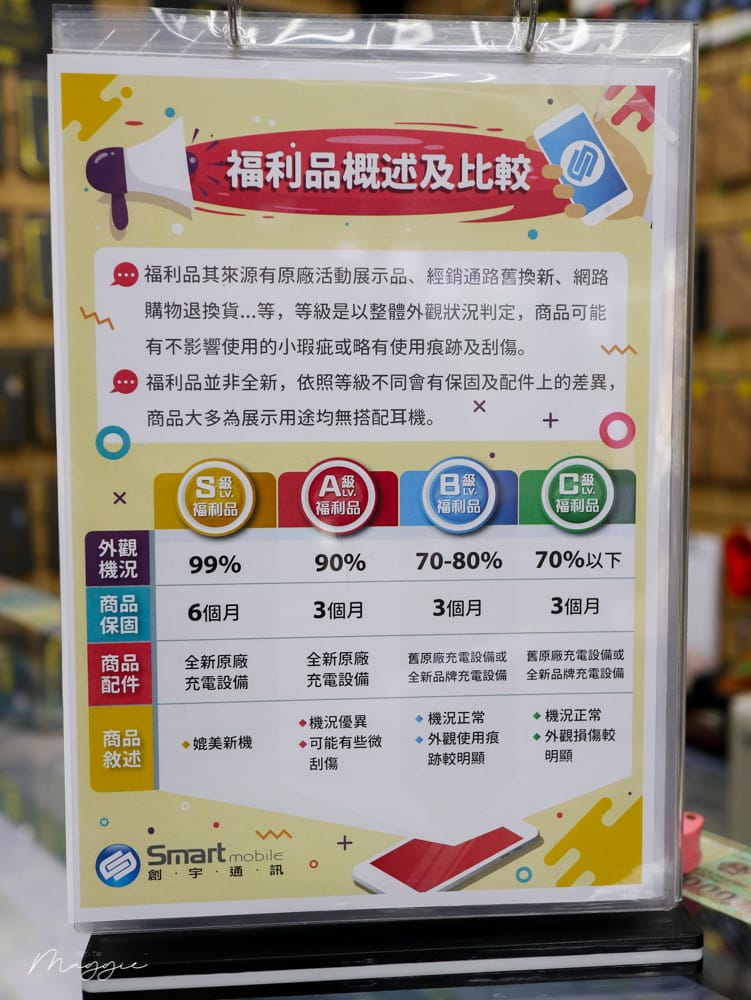 福利品概述及比較
福利品其來源有原廠活動展示品、經銷通路舊換新、網路
購物退換貨...等，等級是以整體外觀狀況判定，商品可能
有不影響使用的小瑕疵或略有使用痕跡及刮傷。
福利品並非全新，依照等級不同會有保固及配件上的差異，
商品大多為展示用途均無搭配耳機。
S級 LV. 福利品
A級 LV. 福利品
B級 LV. 福利品
C級 LV. 福利品
外觀機況 99% 90% 70-80% 70%以下
商品保固 6個月 3個月 3個月 3個月
商品配件
全新原廠充電設備
全新原廠充電設備
舊原廠充電設備或全新品牌充電設備
舊原廠充電設備或全新品牌充電設備
商品敘述
媲美新機
機況優異
可能有些微刮傷
機況正常
外觀使用痕跡較明顯
機況正常
外觀損傷較明顯
Smart mobile
創·宇·通·訊
Maggie